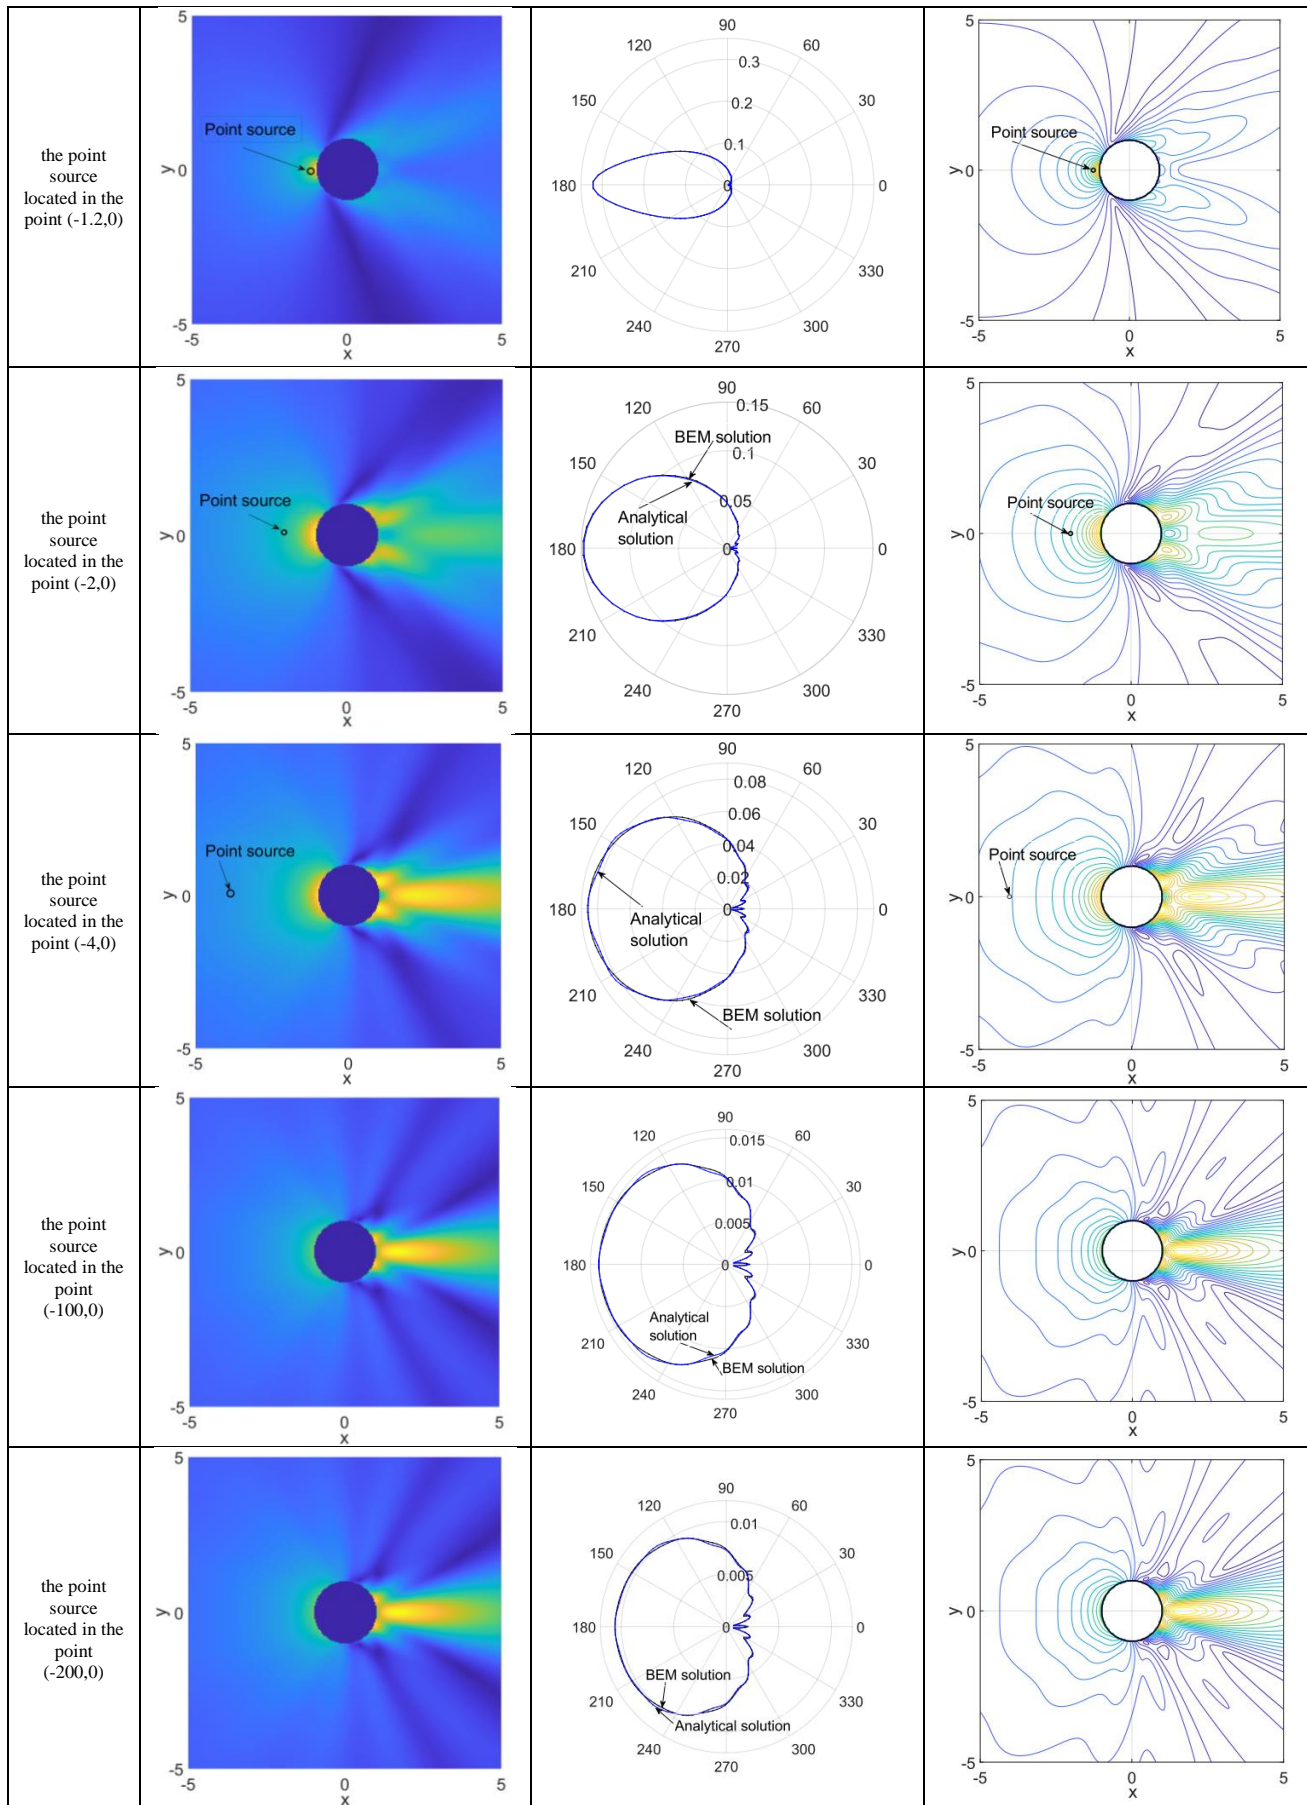 the point
source
located in the
point (-1.2,0)
5
y 0
-5
-5 0 5
x
Point source
90
120 60
0.3
0.2
150 30
0.1
180 0 0
210 330
240 300
270
5
Point source
y 0
-5
-5 0 5
x
the point
source
located in the
point (-2,0)
5
Point source
y 0
-5
-5 0 5
x
90
120 0.15 60
BEM solution
0.1
150 30
0.05
Analytical
solution
180 0 0
210 330
240 300
270
5
Point source
y 0
-5
-5 0 5
x
the point
source
located in the
point (-4,0)
5
Point source
y 0
-5
-5 0 5
x
90
120 60
0.08
0.06
150 30
0.04
0.02
180 0 0
Analytical
solution
210 330
BEM solution
240 300
270
5
Point source
y 0
-5
-5 0 5
x
the point
source
located in the
point
(-100,0)
5
y 0
-5
-5 0 5
x
90
120 60
0.015
150 30
0.01
0.005
180 0 0
Analytical
solution
210 330
BEM solution
240 300
270
5
y 0
-5
-5 0 5
x
the point
source
located in the
point
(-200,0)
5
y 0
-5
-5 0 5
x
90
120 60
0.01
150 30
0.005
180 0 0
BEM solution
210 330
Analytical solution
240 300
270
5
y 0
-5
-5 0 5
x